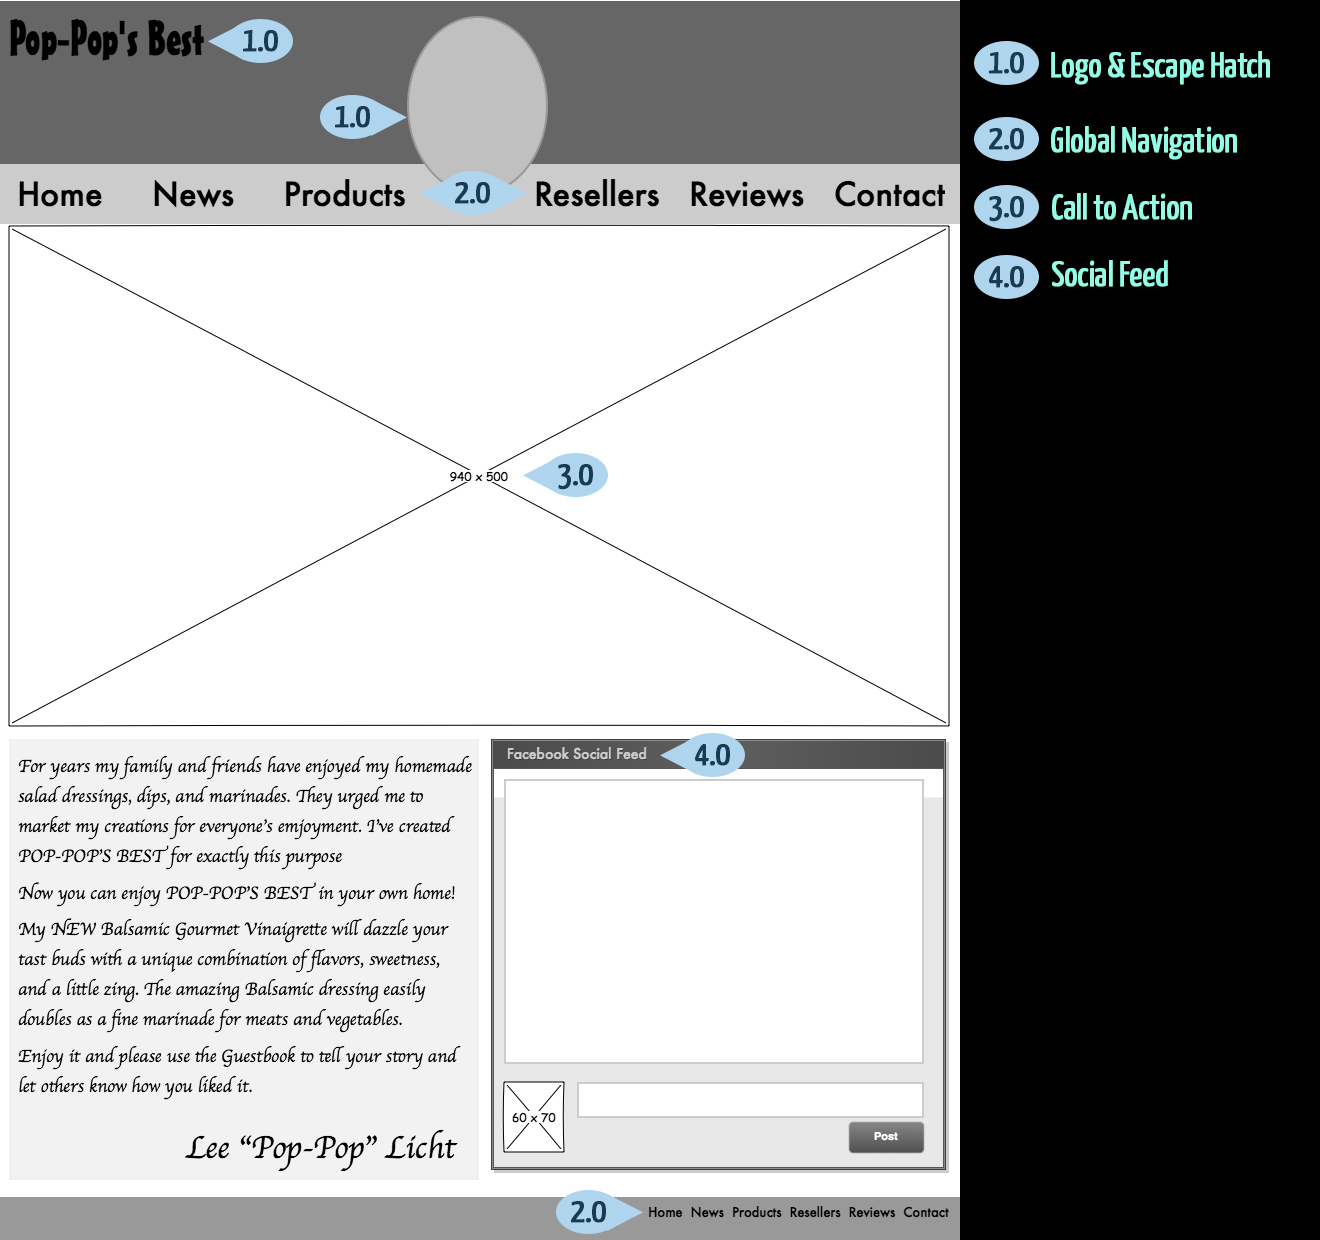 Pop-Pop's Best
1.0
1.0
Home News Products 2.0 Resellers Reviews Contact
940 x 500
3.0
For years my family and friends have enjoyed my homemade
salad dressings, dips, and marinades. They urged me to
market my creations for everyone's emjoyment. I've created
POP-POP'S BEST for exactly this purpose
Now you can enjoy POP-POP'S BEST in your own home!
My NEW Balsamic Gourmet Vinaigrette will dazzle your
tast buds with a unique combination of flavors, sweetness,
and a little zing. The amazing Balsamic dressing easily
doubles as a fine marinade for meats and vegetables.
Enjoy it and please use the Guestbook to tell your story and
let others know how you liked it.
Lee “Pop-Pop” Licht
Facebook Social Feed
4.0
60 x 70
Post
2.0
Home News Products Resellers Reviews Contact
1.0 Logo & Escape Hatch
2.0 Global Navigation
3.0 Call to Action
4.0 Social Feed